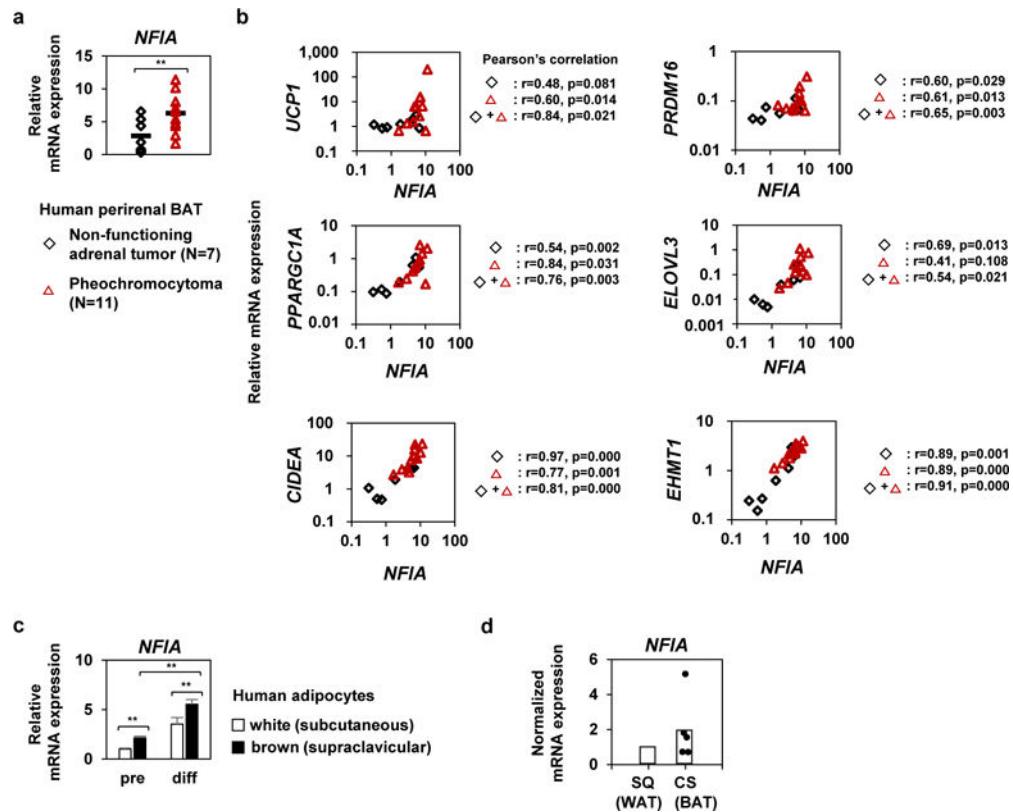 a
NFIA
Relative
mRNA expression
**
15
10
5
0
Human perirenal BAT
Non-functioning
adrenal tumor (N=7)
Pheochromocytoma
(N=11)
b
Relative mRNA expression
UCP1
1,000
100
10
1
0.1
0.1 1 10 100
NFIA
Pearson's correlation
◇ : r=0.48, p=0.081
△ : r=0.60, p=0.014
◇ + △ : r=0.84, p=0.021
PRDM16
1
0.1
0.01
0.1 1 10 100
NFIA
◇ : r=0.60, p=0.029
△ : r=0.61, p=0.013
◇ + △ : r=0.65, p=0.003
PPARGC1A
10
1
0.1
0.01
0.1 1 10 100
NFIA
◇ : r=0.54, p=0.002
△ : r=0.84, p=0.031
◇ + △ : r=0.76, p=0.003
ELOVL3
10
1
0.1
0.01
0.001
0.1 1 10 100
NFIA
◇ : r=0.69, p=0.013
△ : r=0.41, p=0.108
◇ + △ : r=0.54, p=0.021
CIDEA
100
10
1
0.1
0.1 1 10 100
NFIA
◇ : r=0.97, p=0.000
△ : r=0.77, p=0.001
◇ + △ : r=0.81, p=0.000
EHMT1
10
1
0.1
0.1 1 10 100
NFIA
◇ : r=0.89, p=0.001
△ : r=0.89, p=0.000
◇ + △ : r=0.91, p=0.000
c
NFIA
Relative
mRNA expression
10
5
0
**
**
**
pre diff
Human adipocytes
white (subcutaneous)
brown (supraclavicular)
d
NFIA
Normalized
mRNA expression
6
4
2
0
SQ CS
(WAT) (BAT)